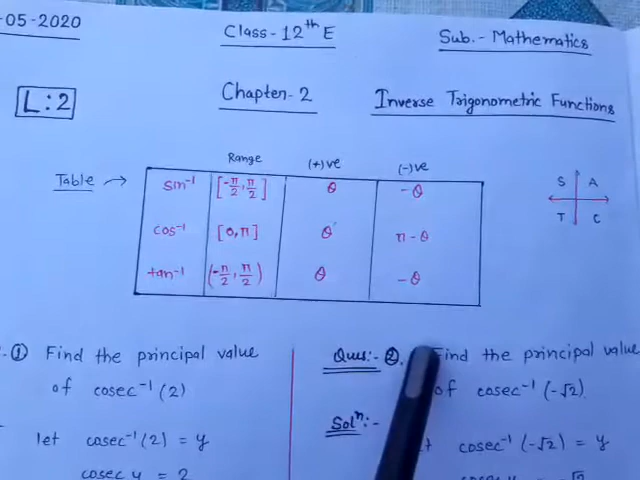 -05-2020
Class-12th E
Sub.- Mathematics
L:2
Chapter-2
Inverse Trigonometric Functions
Range (+)ve (-)ve
Table →
sin⁻¹ [-π/2, π/2] θ -θ
cos⁻¹ [0,π] θ π-θ
tan⁻¹ (-π/2, π/2) θ -θ
S A
T C
① Find the principal value
of cosec⁻¹(2)
let cosec⁻¹(2) = y
cosec y = 2
Ques:- ②. Find the principal value
of cosec⁻¹(-√2).
Solⁿ:-
cosec⁻¹(-√2) = y